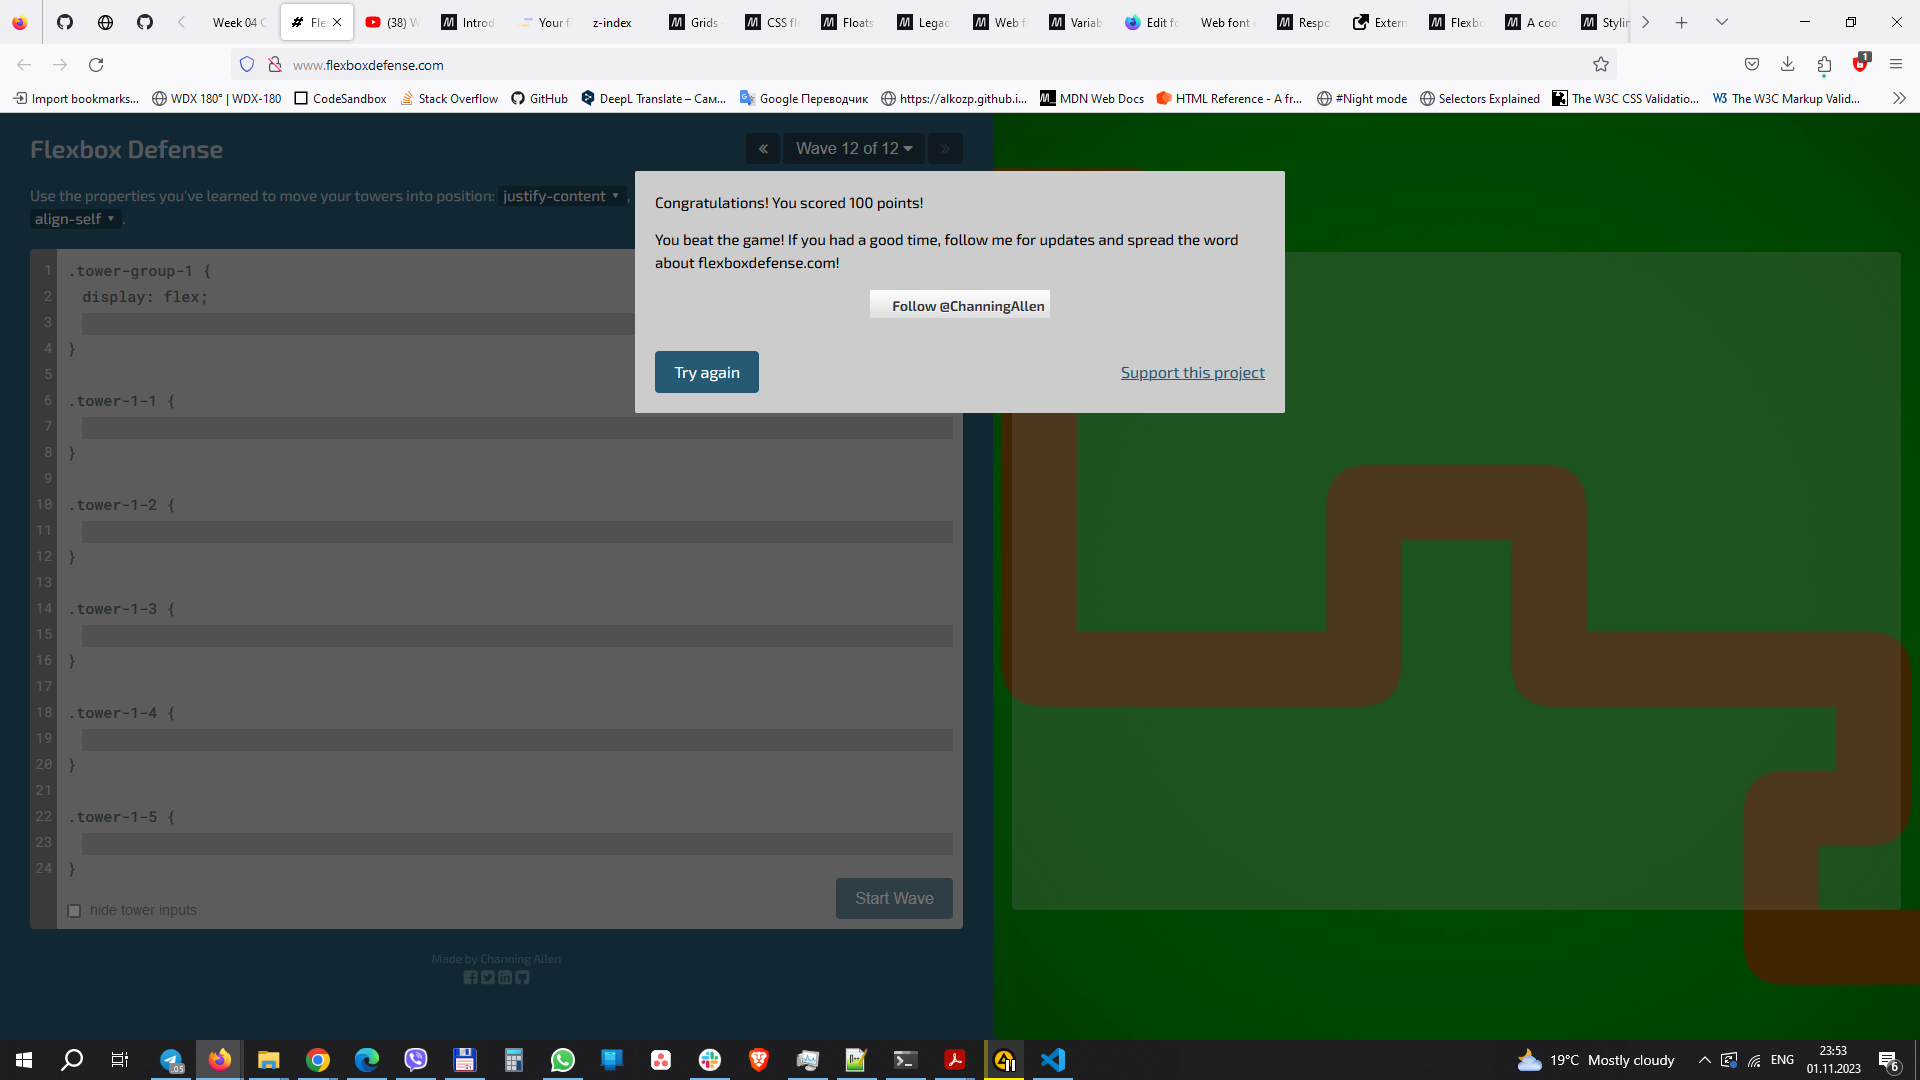 Week 04 C
Fle
(38) W
Introd
Your f
z-index
Grids
CSS fl
Floats
Legac
Web f
Variab
Edit fo
Web font
Respo
Extern
Flexbo
A coo
Stylin
www.flexboxdefense.com
1
Import bookmarks...
WDX 180° | WDX-180
CodeSandbox
Stack Overflow
GitHub
DeepL Translate – Сам...
Google Переводчик
https://alkozp.github.i...
MDN Web Docs
HTML Reference - A fr...
#Night mode
Selectors Explained
The W3C CSS Validatio...
The W3C Markup Valid...
Flexbox Defense
« Wave 12 of 12 »
Use the properties you've learned to move your towers into position: justify-content ,
align-self .
Congratulations! You scored 100 points!
You beat the game! If you had a good time, follow me for updates and spread the word
about flexboxdefense.com!
Follow @ChanningAllen
Try again
Support this project
1 .tower-group-1 {
2 display: flex;
3
4 }
5
6 .tower-1-1 {
7
8 }
9
10 .tower-1-2 {
11
12 }
13
14 .tower-1-3 {
15
16 }
17
18 .tower-1-4 {
19
20 }
21
22 .tower-1-5 {
23
24 }
hide tower inputs
Start Wave
Made by Channing Allen
.05
19°C Mostly cloudy
ENG
23:53
01.11.2023
6